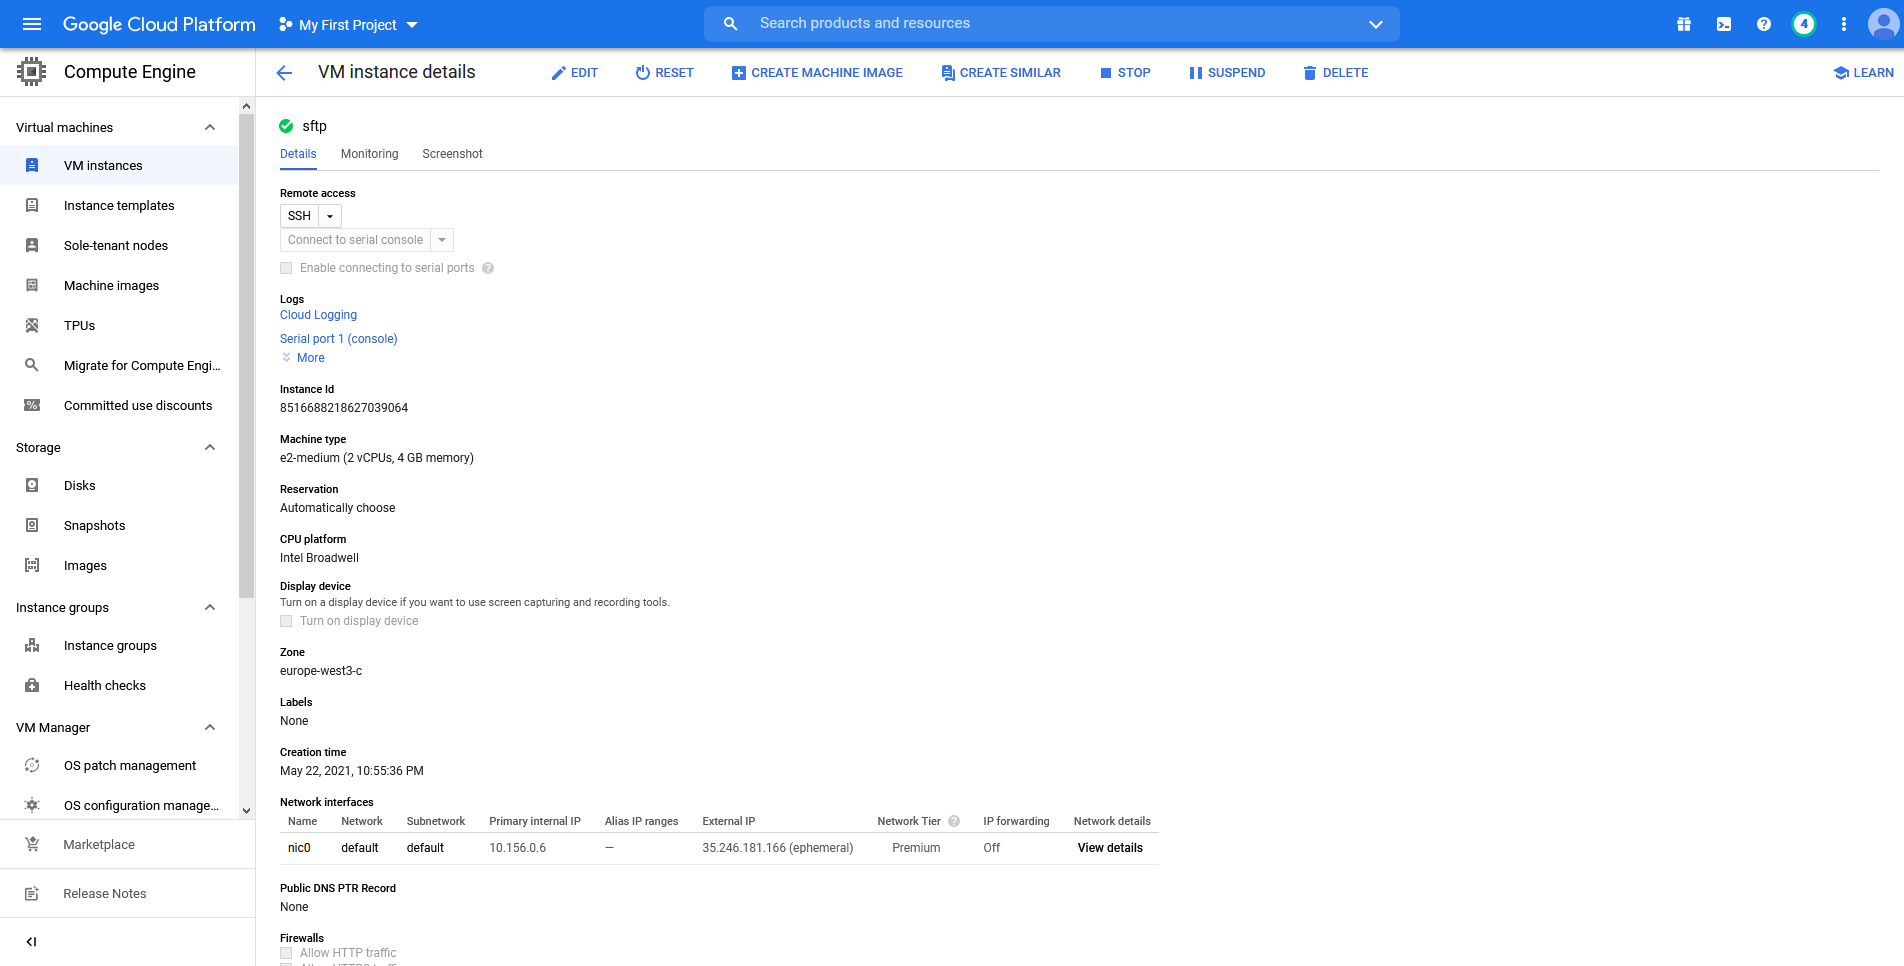 Google Cloud Platform
My First Project
Search products and resources
4
Compute Engine
VM instance details
EDIT
RESET
CREATE MACHINE IMAGE
CREATE SIMILAR
STOP
SUSPEND
DELETE
LEARN
Virtual machines
VM instances
Instance templates
Sole-tenant nodes
Machine images
TPUs
Migrate for Compute Engi...
Committed use discounts
Storage
Disks
Snapshots
Images
Instance groups
Instance groups
Health checks
VM Manager
OS patch management
OS configuration manage...
Marketplace
Release Notes
sftp
Details Monitoring Screenshot
Remote access
SSH
Connect to serial console
Enable connecting to serial ports
Logs
Cloud Logging
Serial port 1 (console)
More
Instance Id
8516688218627039064
Machine type
e2-medium (2 vCPUs, 4 GB memory)
Reservation
Automatically choose
CPU platform
Intel Broadwell
Display device
Turn on a display device if you want to use screen capturing and recording tools.
Turn on display device
Zone
europe-west3-c
Labels
None
Creation time
May 22, 2021, 10:55:36 PM
Network interfaces
Name Network Subnetwork Primary internal IP Alias IP ranges External IP Network Tier IP forwarding Network details
nic0 default default 10.156.0.6 — 35.246.181.166 (ephemeral) Premium Off View details
Public DNS PTR Record
None
Firewalls
Allow HTTP traffic